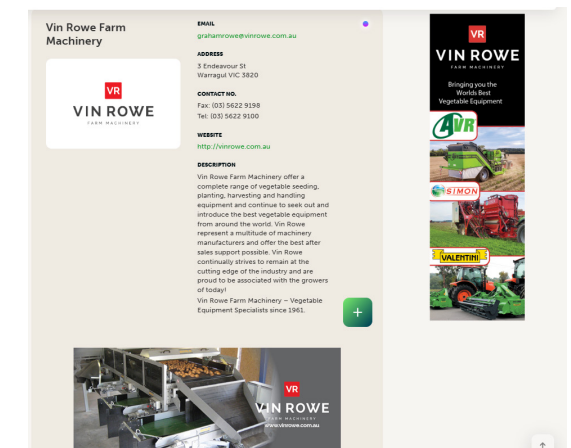 Vin Rowe Farm
Machinery
VR
VIN ROWE
FARM MACHINERY
EMAIL
grahamrowe@vinrowe.com.au
ADDRESS
3 Endeavour St
Warragul VIC 3820
CONTACT NO.
Fax: (03) 5622 9198
Tel: (03) 5622 9100
WEBSITE
http://vinrowe.com.au
DESCRIPTION
Vin Rowe Farm Machinery offer a
complete range of vegetable seeding,
planting, harvesting and handling
equipment and continue to seek out and
introduce the best vegetable equipment
from around the world. Vin Rowe
represent a multitude of machinery
manufacturers and offer the best after
sales support possible. Vin Rowe
continually strives to remain at the
cutting edge of the industry and are
proud to be associated with the growers
of today!
Vin Rowe Farm Machinery – Vegetable
Equipment Specialists since 1961.
+
VR
VIN ROWE
FARM MACHINERY
www.vinrowe.com.au
VR
VIN ROWE
FARM MACHINERY
Bringing you the
Worlds Best
Vegetable Equipment
AVR
SIMON
VALENTINI